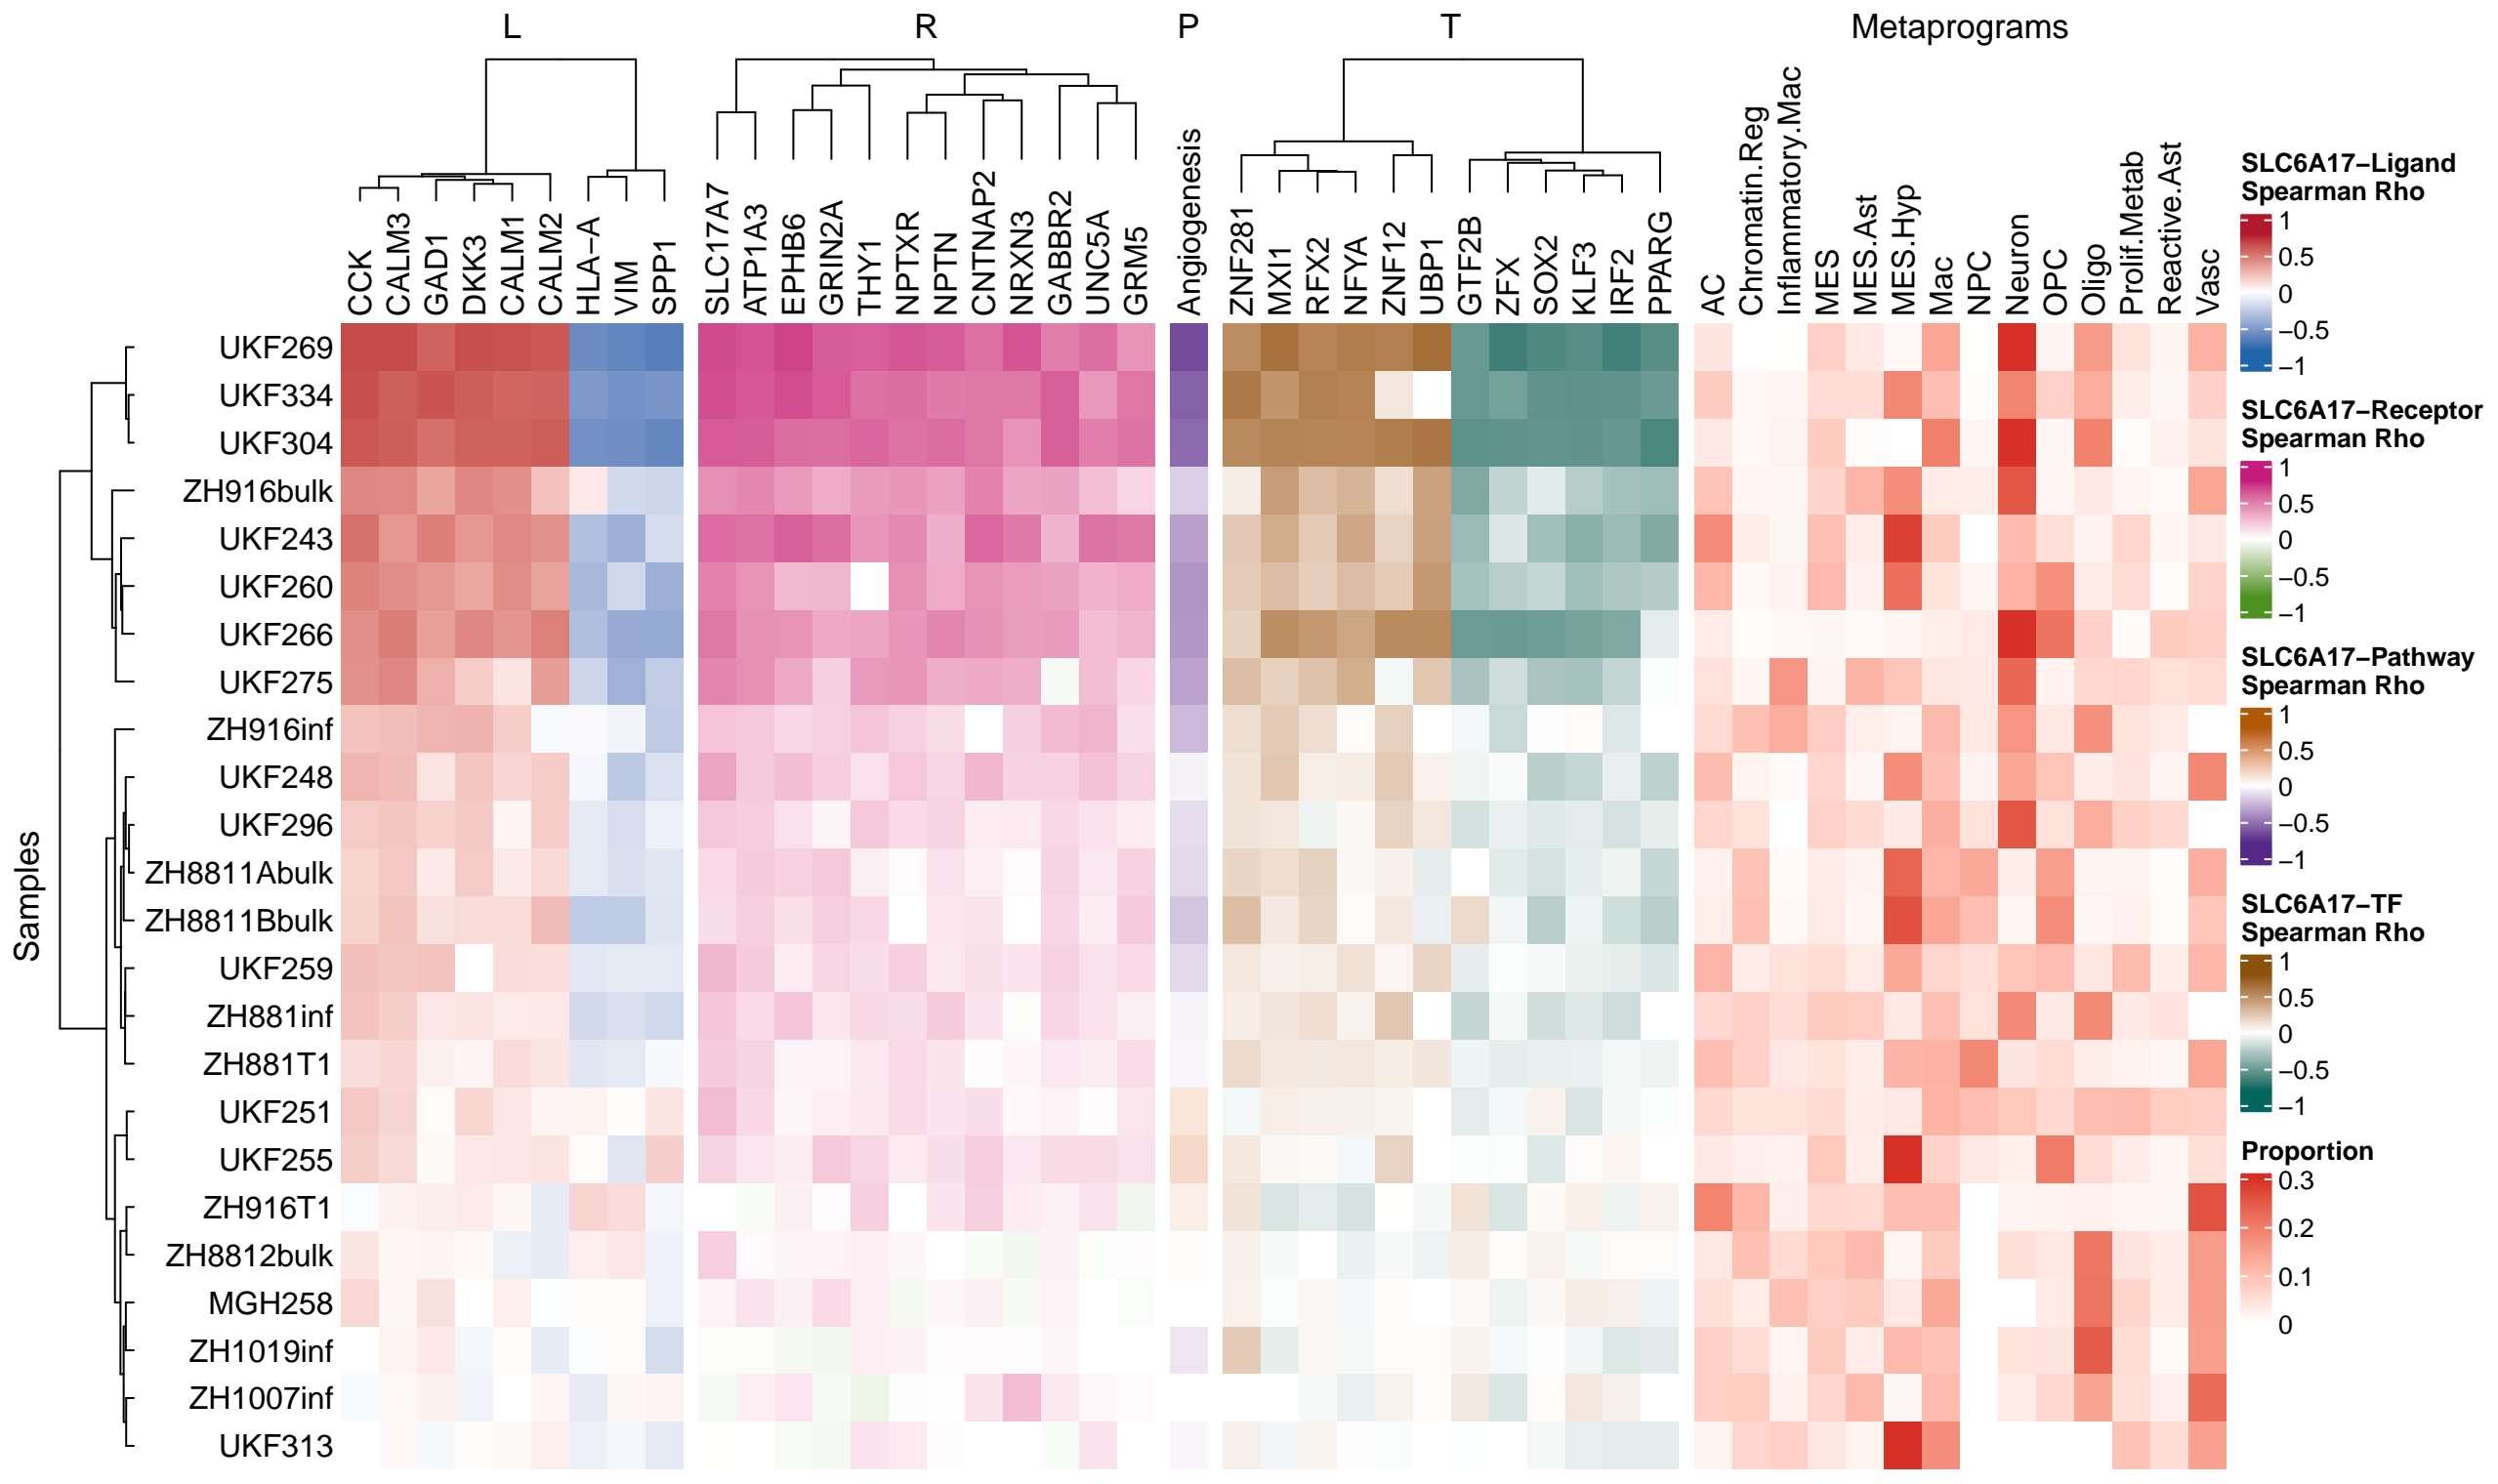 L
R
P
T
Metaprograms
CCK
CALM3
GAD1
DKK3
CALM1
CALM2
HLA−A
VIM
SPP1
SLC17A7
ATP1A3
EPHB6
GRIN2A
THY1
NPTXR
NPTN
CNTNAP2
NRXN3
GABBR2
UNC5A
GRM5
Angiogenesis
ZNF281
MXI1
RFX2
NFYA
ZNF12
UBP1
GTF2B
ZFX
SOX2
KLF3
IRF2
PPARG
AC
Chromatin.Reg
Inflammatory.Mac
MES
MES.Ast
MES.Hyp
Mac
NPC
Neuron
OPC
Oligo
Prolif.Metab
Reactive.Ast
Vasc
Samples
UKF269
UKF334
UKF304
ZH916bulk
UKF243
UKF260
UKF266
UKF275
ZH916inf
UKF248
UKF296
ZH8811Abulk
ZH8811Bbulk
UKF259
ZH881inf
ZH881T1
UKF251
UKF255
ZH916T1
ZH8812bulk
MGH258
ZH1019inf
ZH1007inf
UKF313
SLC6A17−Ligand
Spearman Rho
1
0.5
0
−0.5
−1
SLC6A17−Receptor
Spearman Rho
1
0.5
0
−0.5
−1
SLC6A17−Pathway
Spearman Rho
1
0.5
0
−0.5
−1
SLC6A17−TF
Spearman Rho
1
0.5
0
−0.5
−1
Proportion
0.3
0.2
0.1
0